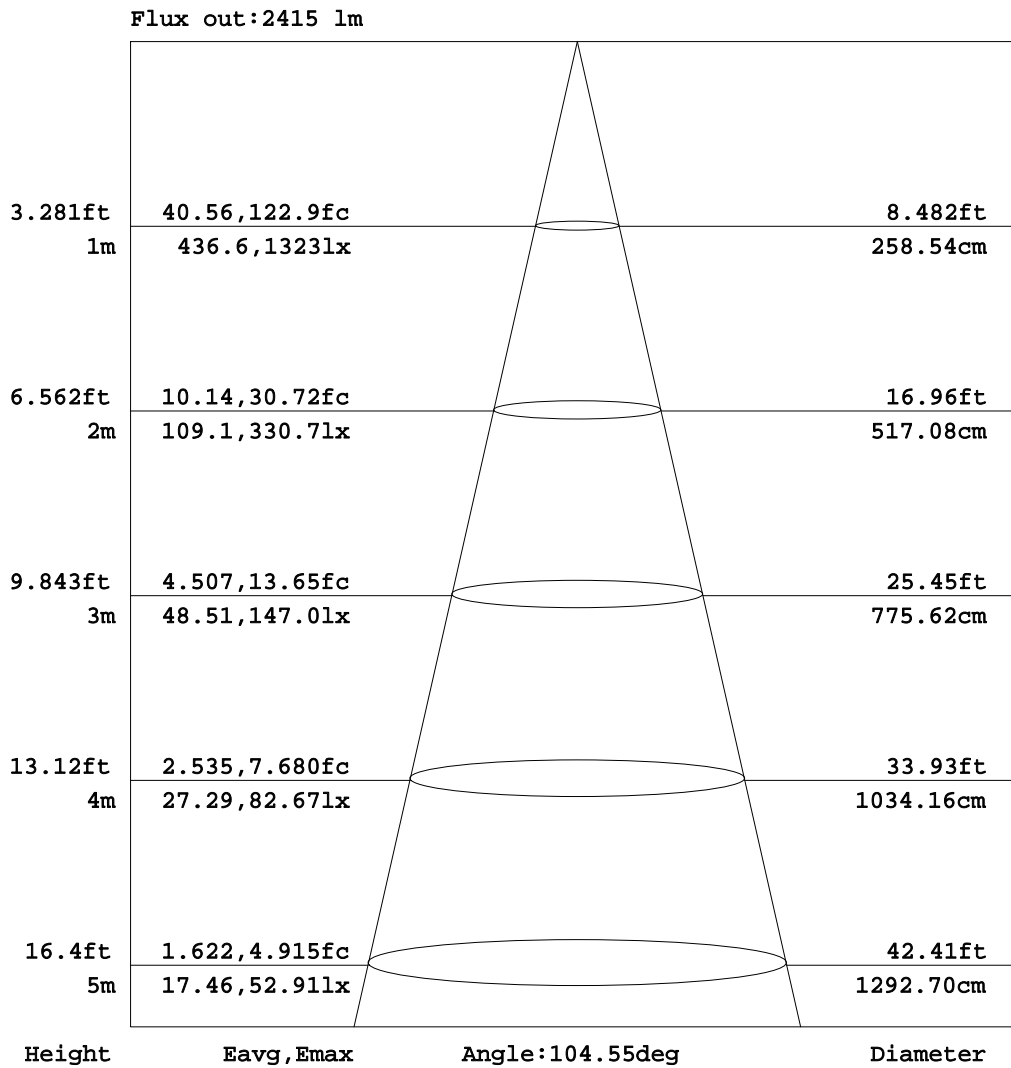 Flux out:2415 lm
3.281ft 40.56,122.9fc 8.482ft
1m 436.6,1323lx 258.54cm
6.562ft 10.14,30.72fc 16.96ft
2m 109.1,330.7lx 517.08cm
9.843ft 4.507,13.65fc 25.45ft
3m 48.51,147.0lx 775.62cm
13.12ft 2.535,7.680fc 33.93ft
4m 27.29,82.67lx 1034.16cm
16.4ft 1.622,4.915fc 42.41ft
5m 17.46,52.91lx 1292.70cm
Height Eavg,Emax Angle:104.55deg Diameter